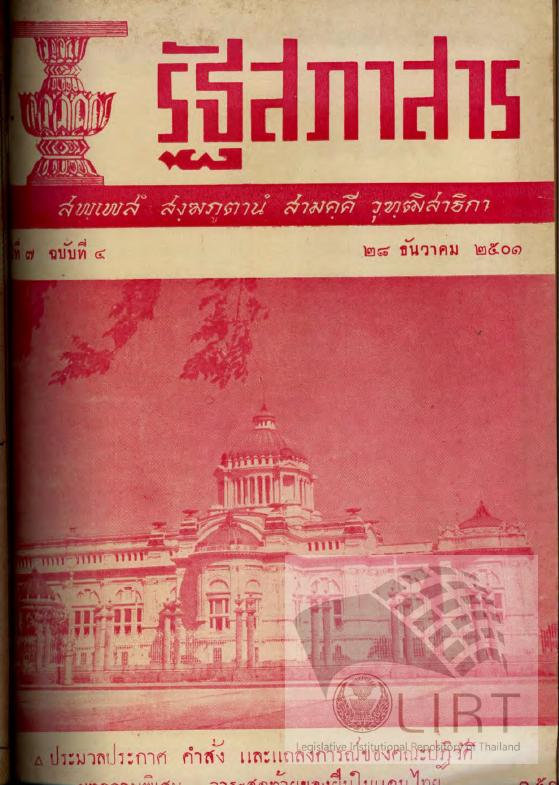 รัฐสภาสาร
สพฺเพสํ สงฺฆภูตานํ สามคฺคี วุฑฺฒิสาธิกา
ที่ ๗ ฉบับที่ ๔
๒๘ ธันวาคม ๒๕๐๑
LIRT
Legislative Institutional Repository of Thailand
∆ ประมวลประกาศ คำสั่ง และแถลงการณ์ของคณะปฏิวัติ